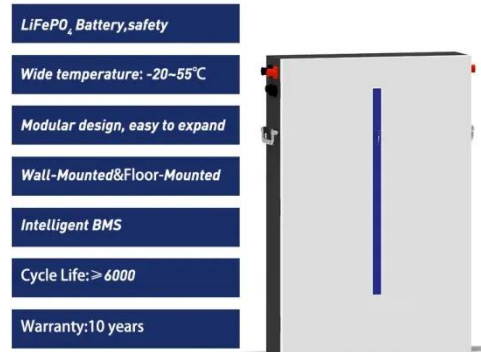 LiFePO₄ Battery,safety
Wide temperature: -20~55℃
Modular design, easy to expand
Wall-Mounted&Floor-Mounted
Intelligent BMS
Cycle Life:≥6000
Warranty:10 years